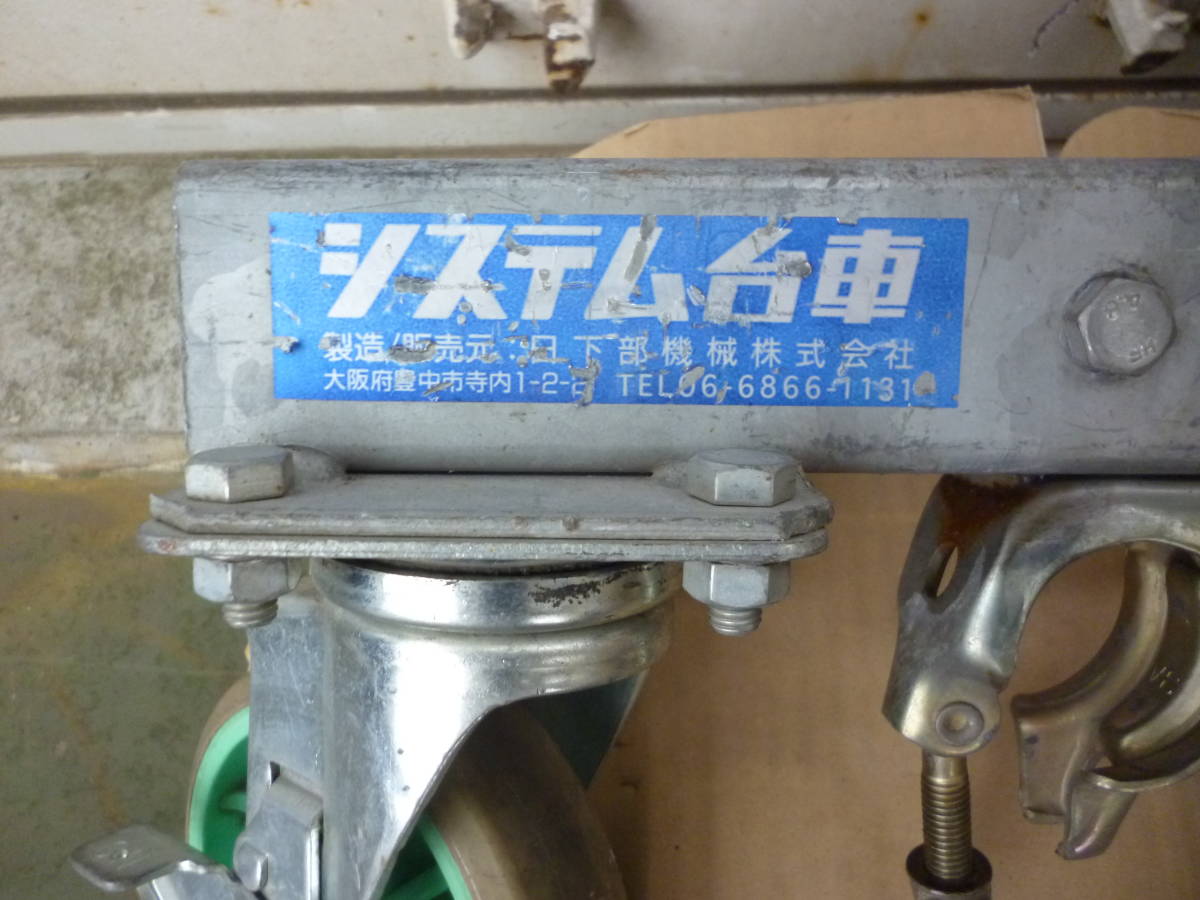 システム台車
製造/販売元:日下部機械株式会社
大阪府豊中市寺内1-2-2 TEL06-6866-1131